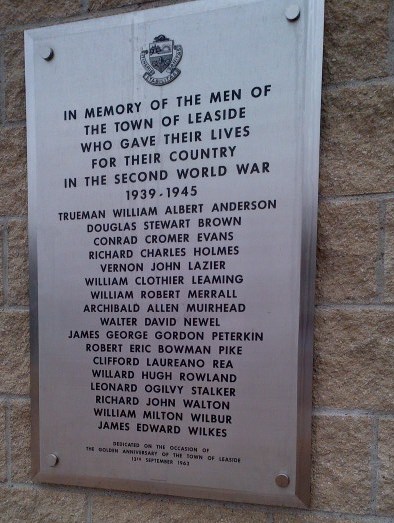 IN MEMORY OF THE MEN OF
THE TOWN OF LEASIDE
WHO GAVE THEIR LIVES
FOR THEIR COUNTRY
IN THE SECOND WORLD WAR
1939-1945
TRUEMAN WILLIAM ALBERT ANDERSON
DOUGLAS STEWART BROWN
CONRAD CROMER EVANS
RICHARD CHARLES HOLMES
VERNON JOHN LAZIER
WILLIAM CLOTHIER LEAMING
WILLIAM ROBERT MERRALL
ARCHIBALD ALLEN MUIRHEAD
WALTER DAVID NEWEL
JAMES GEORGE GORDON PETERKIN
ROBERT ERIC BOWMAN PIKE
CLIFFORD LAUREANO REA
WILLARD HUGH ROWLAND
LEONARD OGILVY STALKER
RICHARD JOHN WALTON
WILLIAM MILTON WILBUR
JAMES EDWARD WILKES
DEDICATED ON THE OCCASION OF
THE GOLDEN ANNIVERSARY OF THE TOWN OF LEASIDE
13TH SEPTEMBER 1963